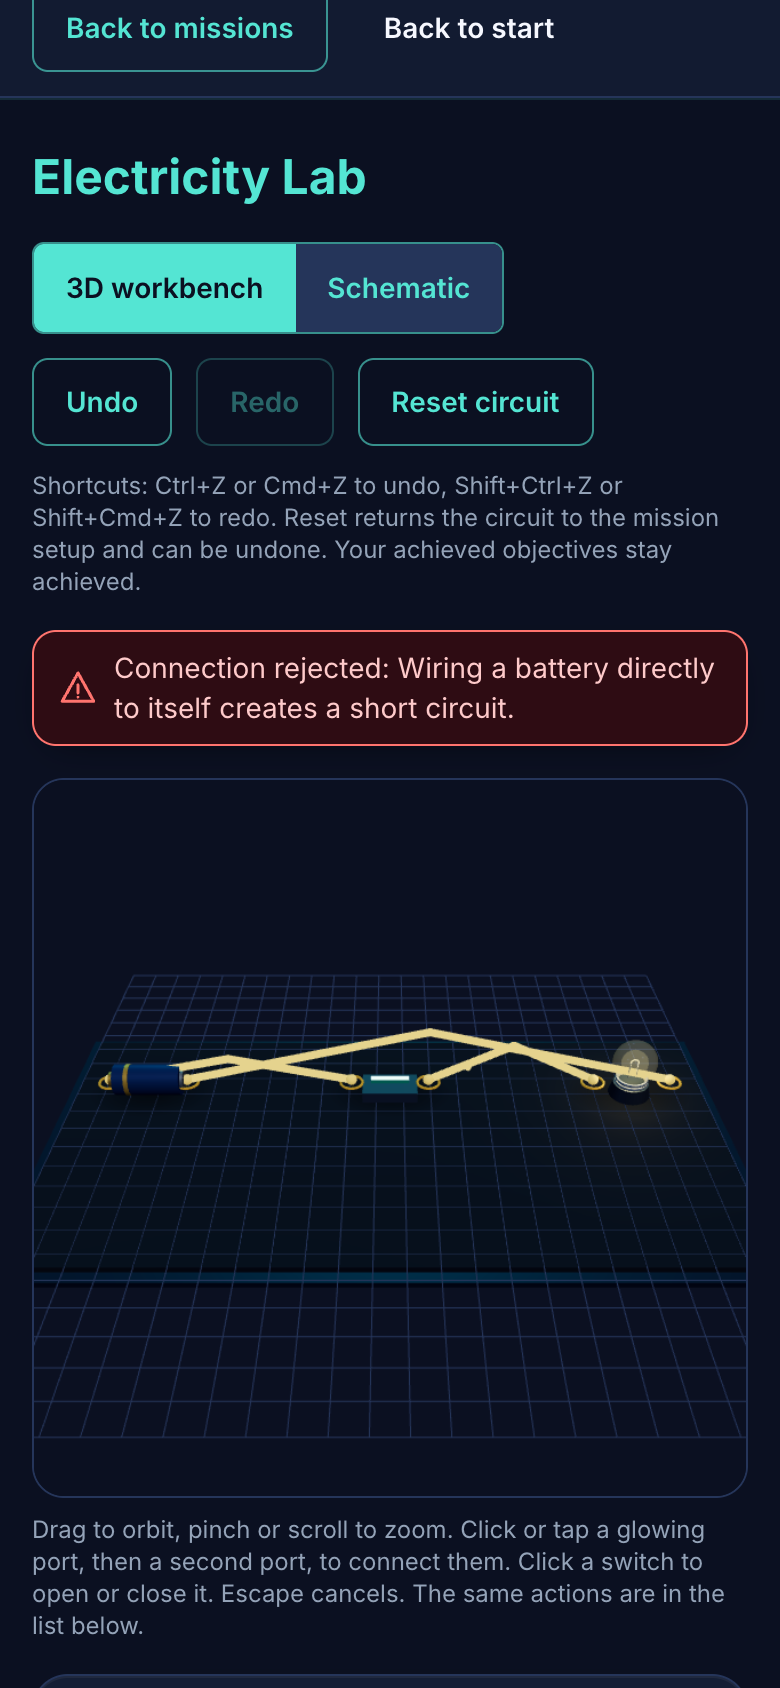 Back to missions
Back to start
Electricity Lab
3D workbench
Schematic
Undo
Redo
Reset circuit
Shortcuts: Ctrl+Z or Cmd+Z to undo, Shift+Ctrl+Z or
Shift+Cmd+Z to redo. Reset returns the circuit to the mission
setup and can be undone. Your achieved objectives stay
achieved.
Connection rejected: Wiring a battery directly
to itself creates a short circuit.
Drag to orbit, pinch or scroll to zoom. Click or tap a glowing
port, then a second port, to connect them. Click a switch to
open or close it. Escape cancels. The same actions are in the
list below.